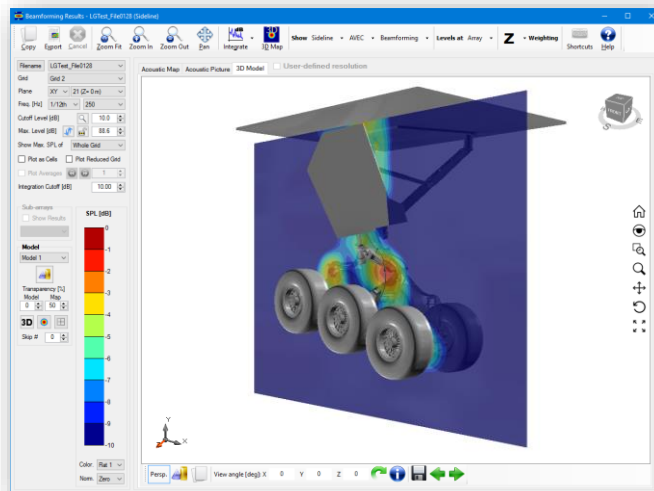 Beamforming Results - LGTest_File0128 (Sideline)
Copy Export Cancel Zoom Fit Zoom In Zoom Out Pan Integrate 3D Map Show Sideline AVEC Beamforming Levels at Array Z Weighting Shortcuts Help
Filename LGTest_File0128
Acoustic Map Acoustic Picture 3D Model User-defined resolution
Grid Grid 2
Plane XY 21 (Z= 0 m)
Freq. [Hz] 1/12th 250
Cutoff Level [dB] 10.0
Max. Level [dB] 88.6
Show Max. SPL of Whole Grid
Plot as Cells Plot Reduced Grid
Plot Averages 1
Integration Cutoff [dB] 10.00
Sub-arrays
Show Results
SPL [dB]
Model
Model 1
Transparency [%]
Model Map
0 50
3D
Skip # 0
0
-1
-2
-3
-4
-5
-6
-7
-8
-9
-10
Color: Flat 1
Norm. Zero
Y
X
Persp. View angle [deg]: X 0 Y 0 Z 0